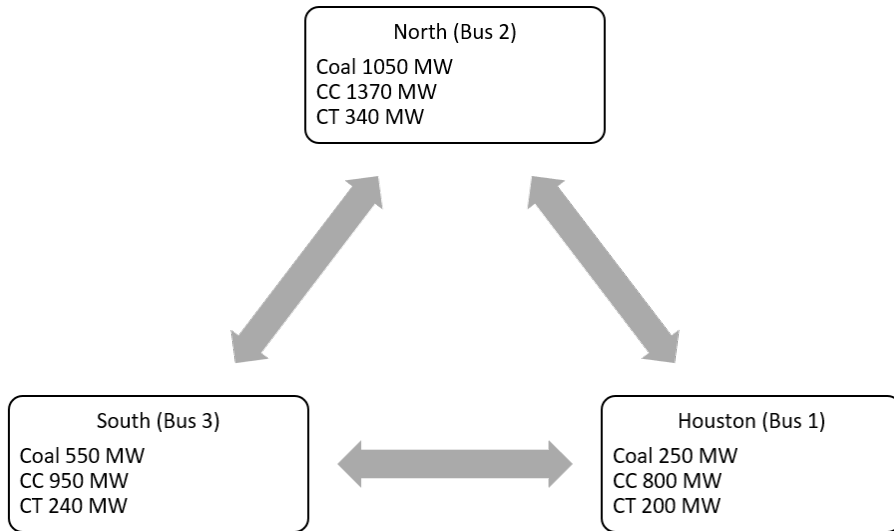 North (Bus 2)
Coal 1050 MW
CC 1370 MW
CT 340 MW
South (Bus 3)
Coal 550 MW
CC 950 MW
CT 240 MW
Houston (Bus 1)
Coal 250 MW
CC 800 MW
CT 200 MW